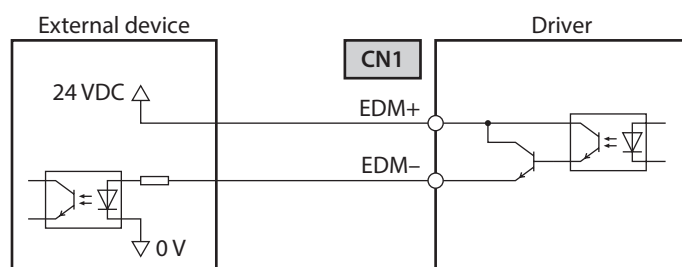 External device
Driver
CN1
24 VDC
EDM+
EDM–
0 V